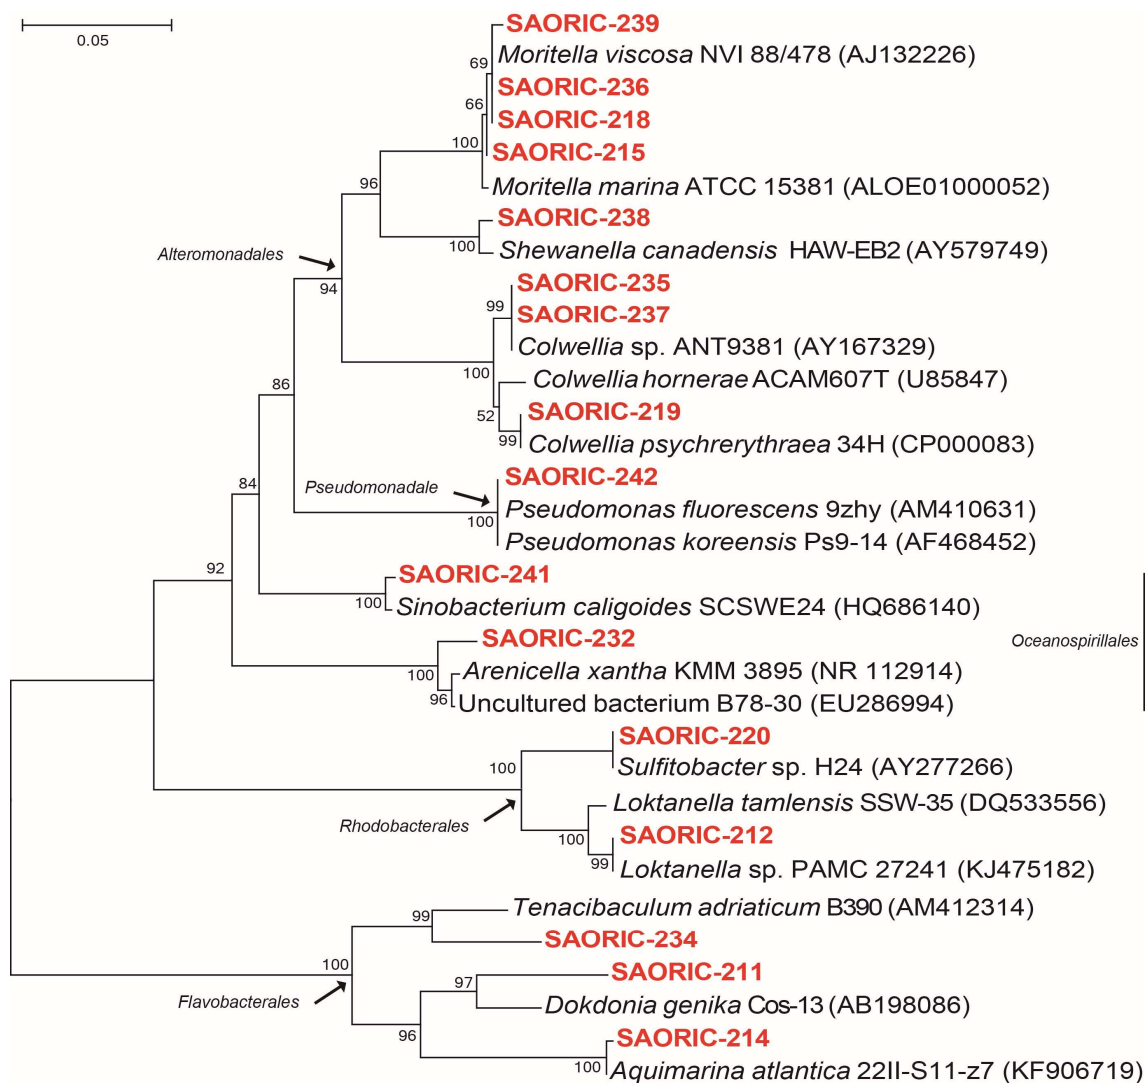 0.05
SAORIC-239
Moritella viscosa NVI 88/478 (AJ132226)
69
SAORIC-236
66
SAORIC-218
100
SAORIC-215
96
Moritella marina ATCC 15381 (ALOE01000052)
SAORIC-238
100
Shewanella canadensis HAW-EB2 (AY579749)
Alteromonadales
94
SAORIC-235
99
SAORIC-237
Colwellia sp. ANT9381 (AY167329)
100
Colwellia hornerae ACAM607T (U85847)
86
52
SAORIC-219
99
Colwellia psychrerythraea 34H (CP000083)
84
Pseudomonadale
SAORIC-242
100
Pseudomonas fluorescens 9zhy (AM410631)
Pseudomonas koreensis Ps9-14 (AF468452)
92
SAORIC-241
100
Sinobacterium caligoides SCSWE24 (HQ686140)
SAORIC-232
Oceanospirillales
100
Arenicella xantha KMM 3895 (NR 112914)
96
Uncultured bacterium B78-30 (EU286994)
SAORIC-220
100
Sulfitobacter sp. H24 (AY277266)
Rhodobacterales
Loktanella tamlensis SSW-35 (DQ533556)
100
SAORIC-212
99
Loktanella sp. PAMC 27241 (KJ475182)
Tenacibaculum adriaticum B390 (AM412314)
99
SAORIC-234
100
SAORIC-211
97
Flavobacterales
Dokdonia genika Cos-13 (AB198086)
96
SAORIC-214
100
Aquimarina atlantica 22II-S11-z7 (KF906719)